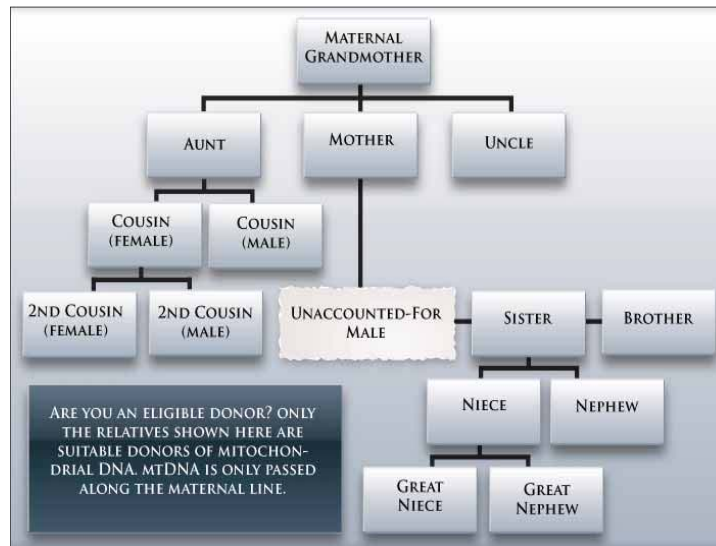 MATERNAL
GRANDMOTHER
AUNT
MOTHER
UNCLE
COUSIN
(FEMALE)
COUSIN
(MALE)
2ND COUSIN
(FEMALE)
2ND COUSIN
(MALE)
UNACCOUNTED-FOR
MALE
SISTER
BROTHER
NIECE
NEPHEW
GREAT
NIECE
GREAT
NEPHEW
ARE YOU AN ELIGIBLE DONOR? ONLY
THE RELATIVES SHOWN HERE ARE
SUITABLE DONORS OF MITOCHON-
DRIAL DNA. MTDNA IS ONLY PASSED
ALONG THE MATERNAL LINE.